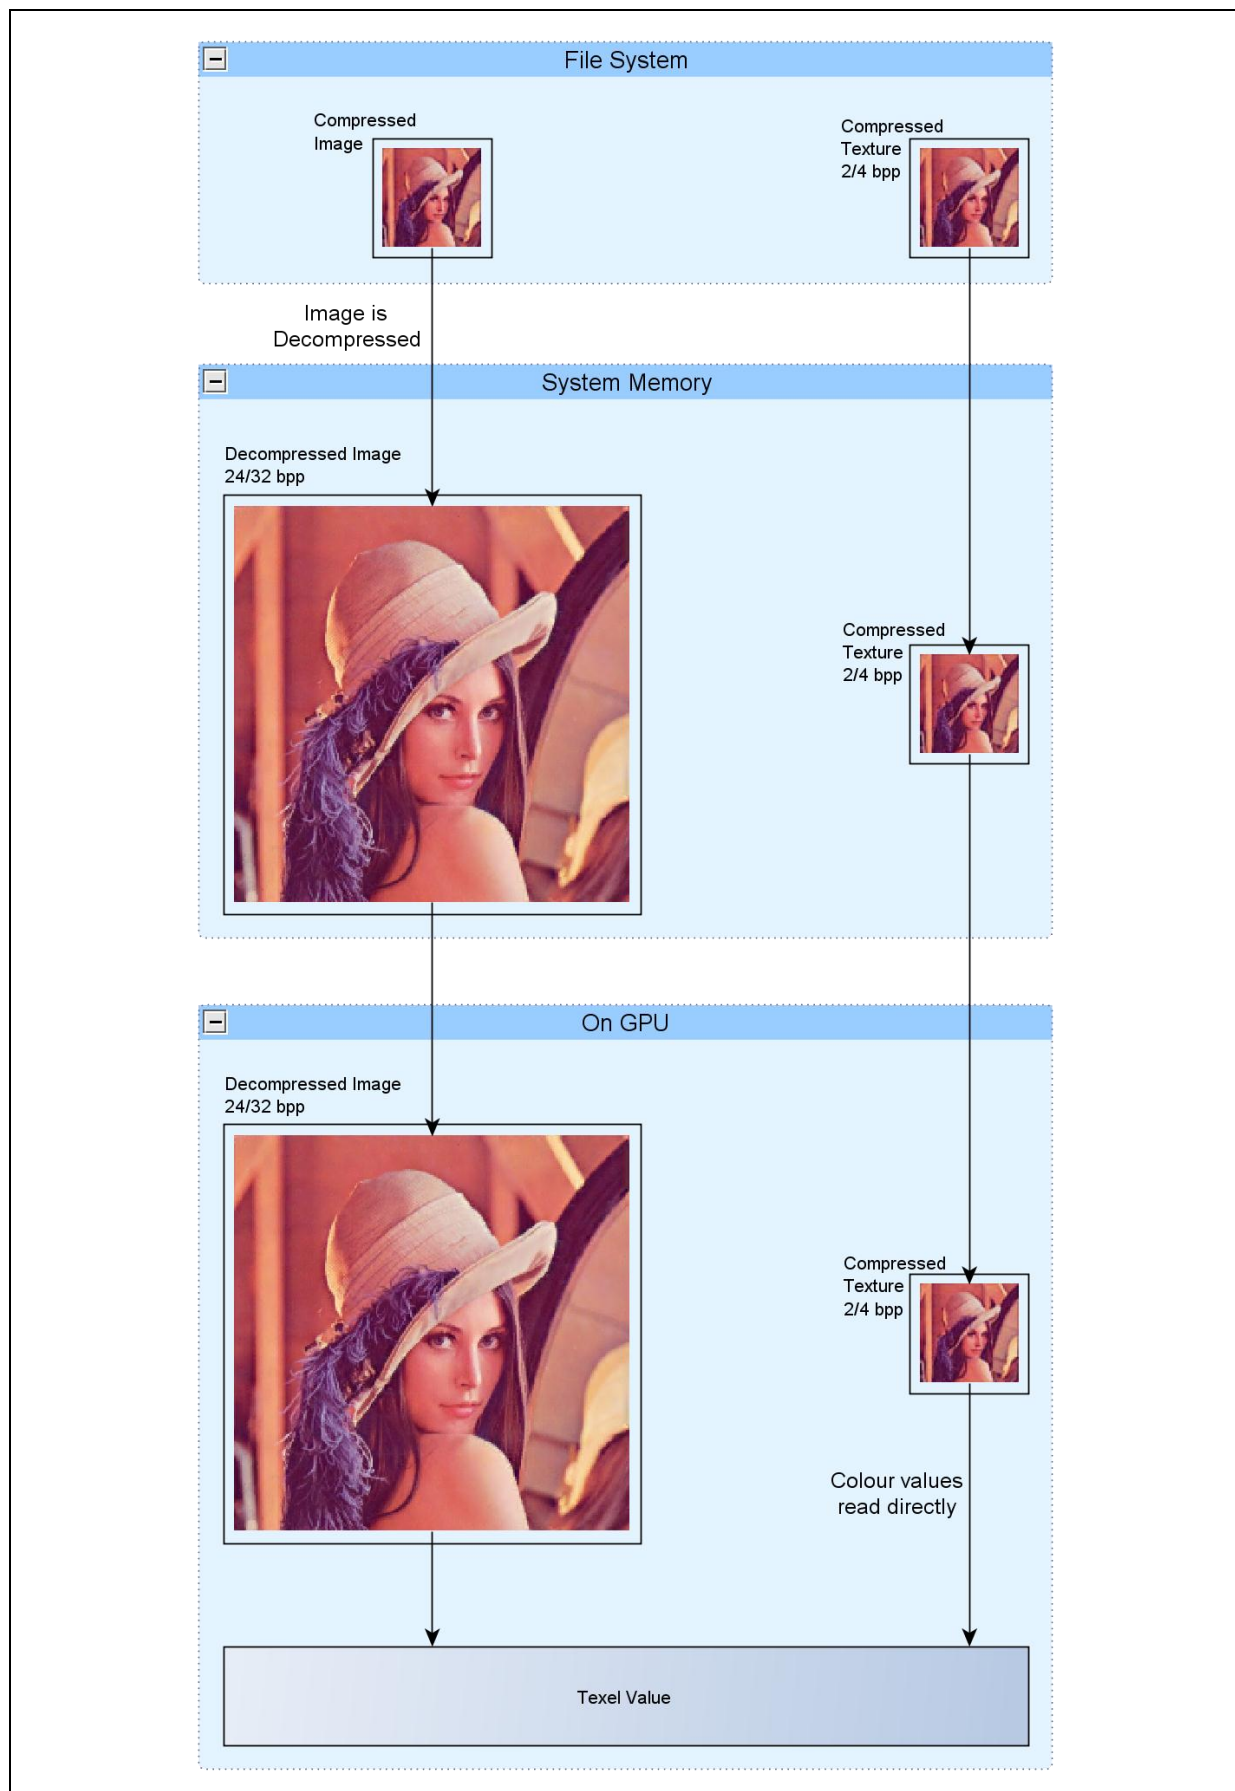 File System
Compressed
Image
Compressed
Texture
2/4 bpp
Image is
Decompressed
System Memory
Decompressed Image
24/32 bpp
Compressed
Texture
2/4 bpp
On GPU
Decompressed Image
24/32 bpp
Compressed
Texture
2/4 bpp
Colour values
read directly
Texel Value